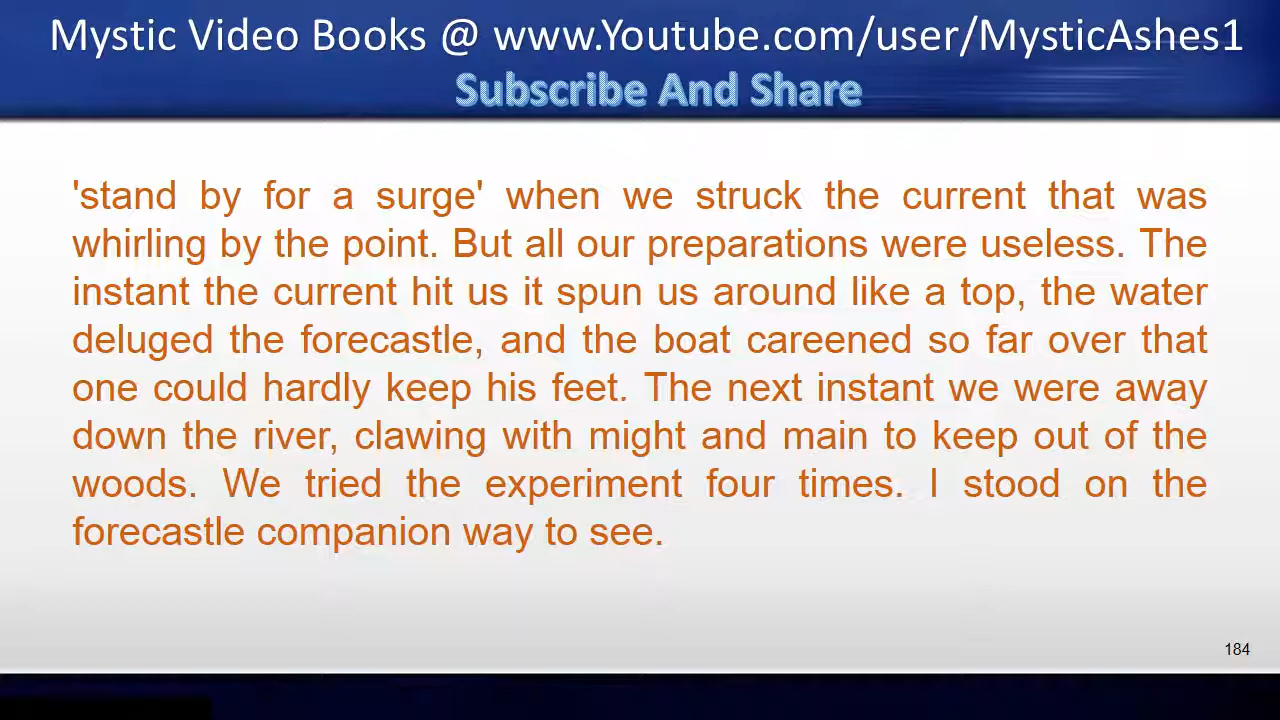 Mystic Video Books @ www.Youtube.com/user/MysticAshes1
Subscribe And Share
'stand by for a surge' when we struck the current that was
whirling by the point. But all our preparations were useless. The
instant the current hit us it spun us around like a top, the water
deluged the forecastle, and the boat careened so far over that
one could hardly keep his feet. The next instant we were away
down the river, clawing with might and main to keep out of the
woods. We tried the experiment four times. I stood on the
forecastle companion way to see.
184